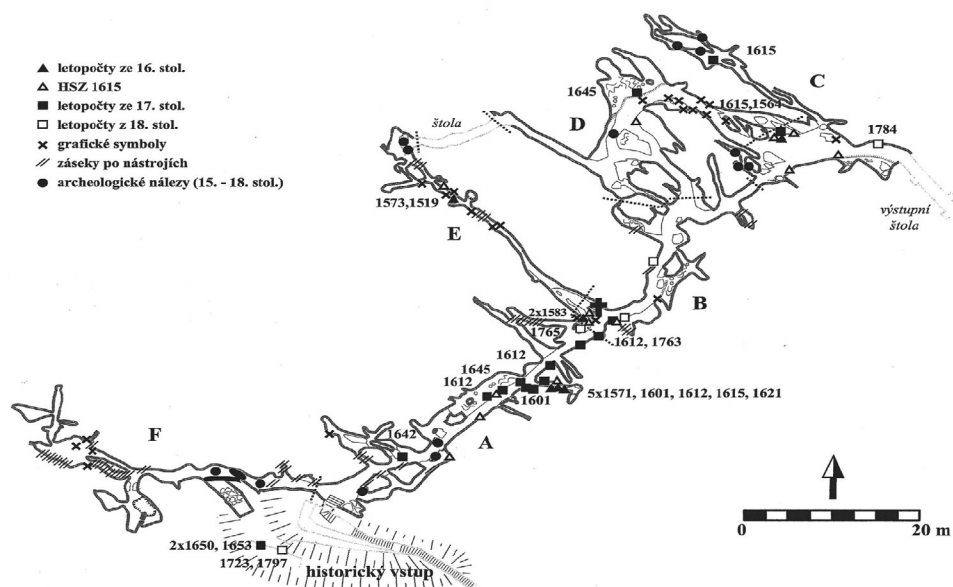 ▲ letopočty ze 16. stol.
△ HSZ 1615
■ letopočty ze 17. stol.
□ letopočty z 18. stol.
× grafické symboly
// záseky po nástrojích
● archeologické nálezy (15. - 18. stol.)
1615
C
1645
1615,1564
D
štola
1784
1573,1519
výstupní
štola
E
B
2x1583
1765
1612, 1763
1612
1645
1612
1601
5x1571, 1601, 1612, 1615, 1621
A
1642
F
0
20 m
2x1650, 1653
1723, 1797
historický vstup